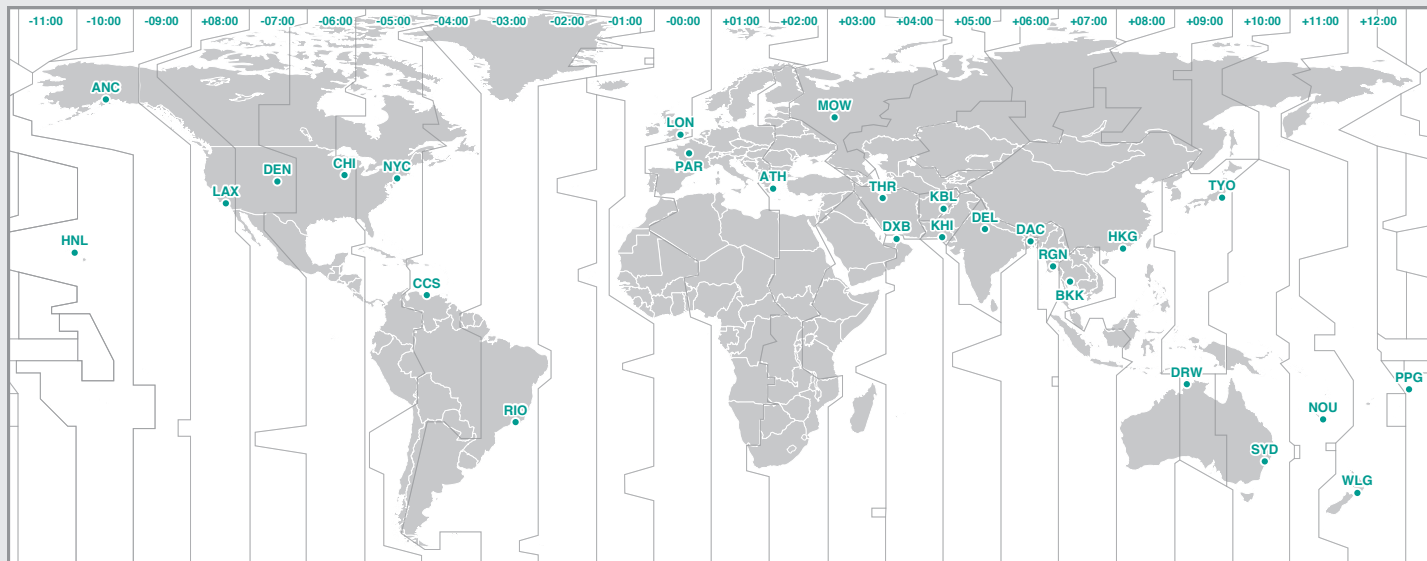 -11:00 -10:00 -09:00 +08:00 -07:00 -06:00 -05:00 -04:00 -03:00 -02:00 -01:00 -00:00 +01:00 +02:00 +03:00 +04:00 +05:00 +06:00 +07:00 +08:00 +09:00 +10:00 +11:00 +12:00
ANC
MOW
LON
CHI
NYC
PAR
DEN
ATH
LAX
THR
TYO
KBL
DEL
DXB
KHI
DAC
HKG
HNL
RGN
CCS
BKK
DRW
PPG
RIO
NOU
SYD
WLG